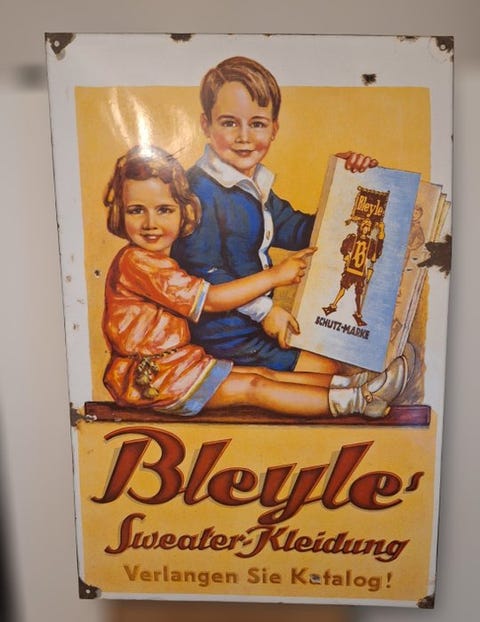 Bleyle
B
SCHUTZ-MARKE
Bleyle's
Sweater-Kleidung
Verlangen Sie Katalog!